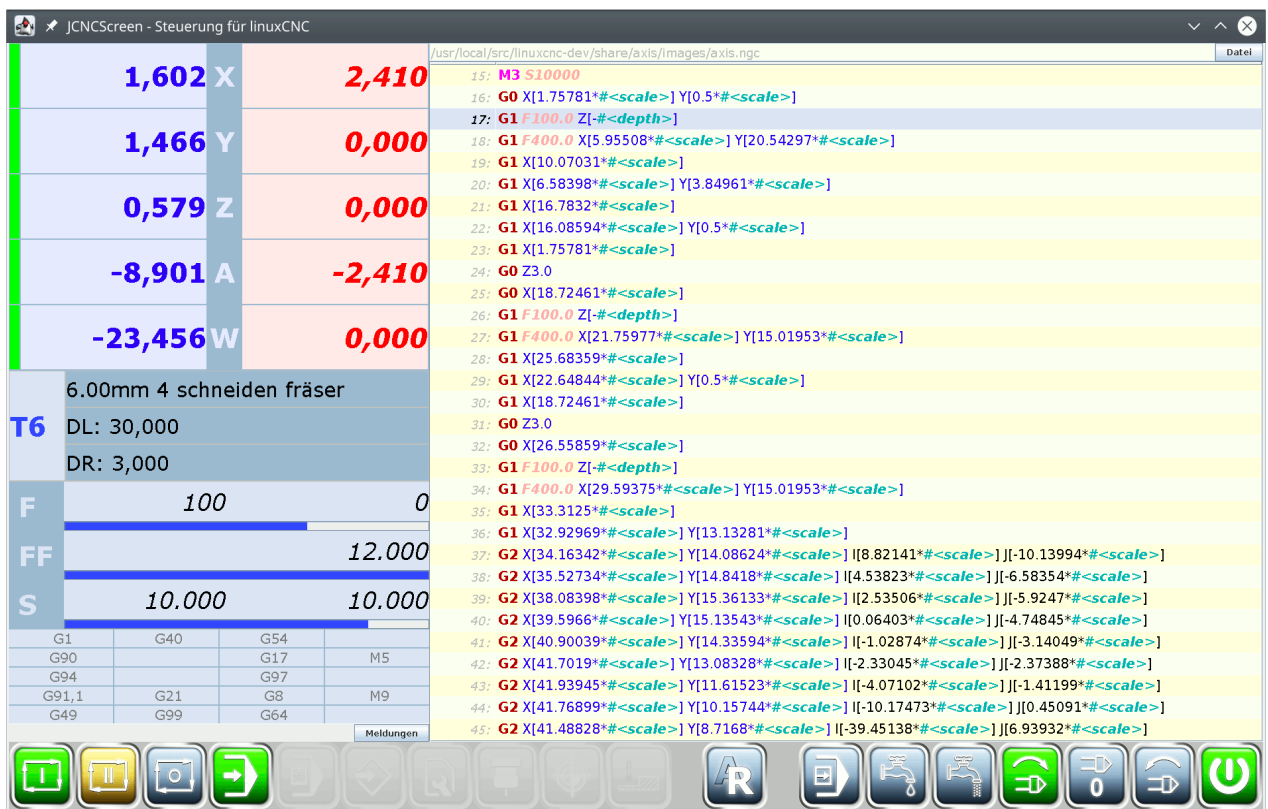 JCNCScreen - Steuerung für linuxCNC
1,602 X 2,410
1,466 Y 0,000
0,579 Z 0,000
-8,901 A -2,410
-23,456 W 0,000
T6
6.00mm 4 schneiden fräser
DL: 30,000
DR: 3,000
F 100 0
FF 12.000
S 10.000 10.000
G1 G40 G54
G90 G17 M5
G94 G97
G91,1 G21 G8 M9
G49 G99 G64
Meldungen
/usr/local/src/linuxcnc-dev/share/axis/images/axis.ngc
Datei
15: M3 S10000
16: G0 X[1.75781*#<scale>] Y[0.5*#<scale>]
17: G1 F100.0 Z[-#<depth>]
18: G1 F400.0 X[5.95508*#<scale>] Y[20.54297*#<scale>]
19: G1 X[10.07031*#<scale>]
20: G1 X[6.58398*#<scale>] Y[3.84961*#<scale>]
21: G1 X[16.7832*#<scale>]
22: G1 X[16.08594*#<scale>] Y[0.5*#<scale>]
23: G1 X[1.75781*#<scale>]
24: G0 Z3.0
25: G0 X[18.72461*#<scale>]
26: G1 F100.0 Z[-#<depth>]
27: G1 F400.0 X[21.75977*#<scale>] Y[15.01953*#<scale>]
28: G1 X[25.68359*#<scale>]
29: G1 X[22.64844*#<scale>] Y[0.5*#<scale>]
30: G1 X[18.72461*#<scale>]
31: G0 Z3.0
32: G0 X[26.55859*#<scale>]
33: G1 F100.0 Z[-#<depth>]
34: G1 F400.0 X[29.59375*#<scale>] Y[15.01953*#<scale>]
35: G1 X[33.3125*#<scale>]
36: G1 X[32.92969*#<scale>] Y[13.13281*#<scale>]
37: G2 X[34.16342*#<scale>] Y[14.08624*#<scale>] I[8.82141*#<scale>] J[-10.13994*#<scale>]
38: G2 X[35.52734*#<scale>] Y[14.8418*#<scale>] I[4.53823*#<scale>] J[-6.58354*#<scale>]
39: G2 X[38.08398*#<scale>] Y[15.36133*#<scale>] I[2.53506*#<scale>] J[-5.9247*#<scale>]
40: G2 X[39.5966*#<scale>] Y[15.13543*#<scale>] I[0.06403*#<scale>] J[-4.74845*#<scale>]
41: G2 X[40.90039*#<scale>] Y[14.33594*#<scale>] I[-1.02874*#<scale>] J[-3.14049*#<scale>]
42: G2 X[41.7019*#<scale>] Y[13.08328*#<scale>] I[-2.33045*#<scale>] J[-2.37388*#<scale>]
43: G2 X[41.93945*#<scale>] Y[11.61523*#<scale>] I[-4.07102*#<scale>] J[-1.41199*#<scale>]
44: G2 X[41.76899*#<scale>] Y[10.15744*#<scale>] I[-10.17473*#<scale>] J[0.45091*#<scale>]
45: G2 X[41.48828*#<scale>] Y[8.7168*#<scale>] I[-39.45138*#<scale>] J[6.93932*#<scale>]
I II O AR 0